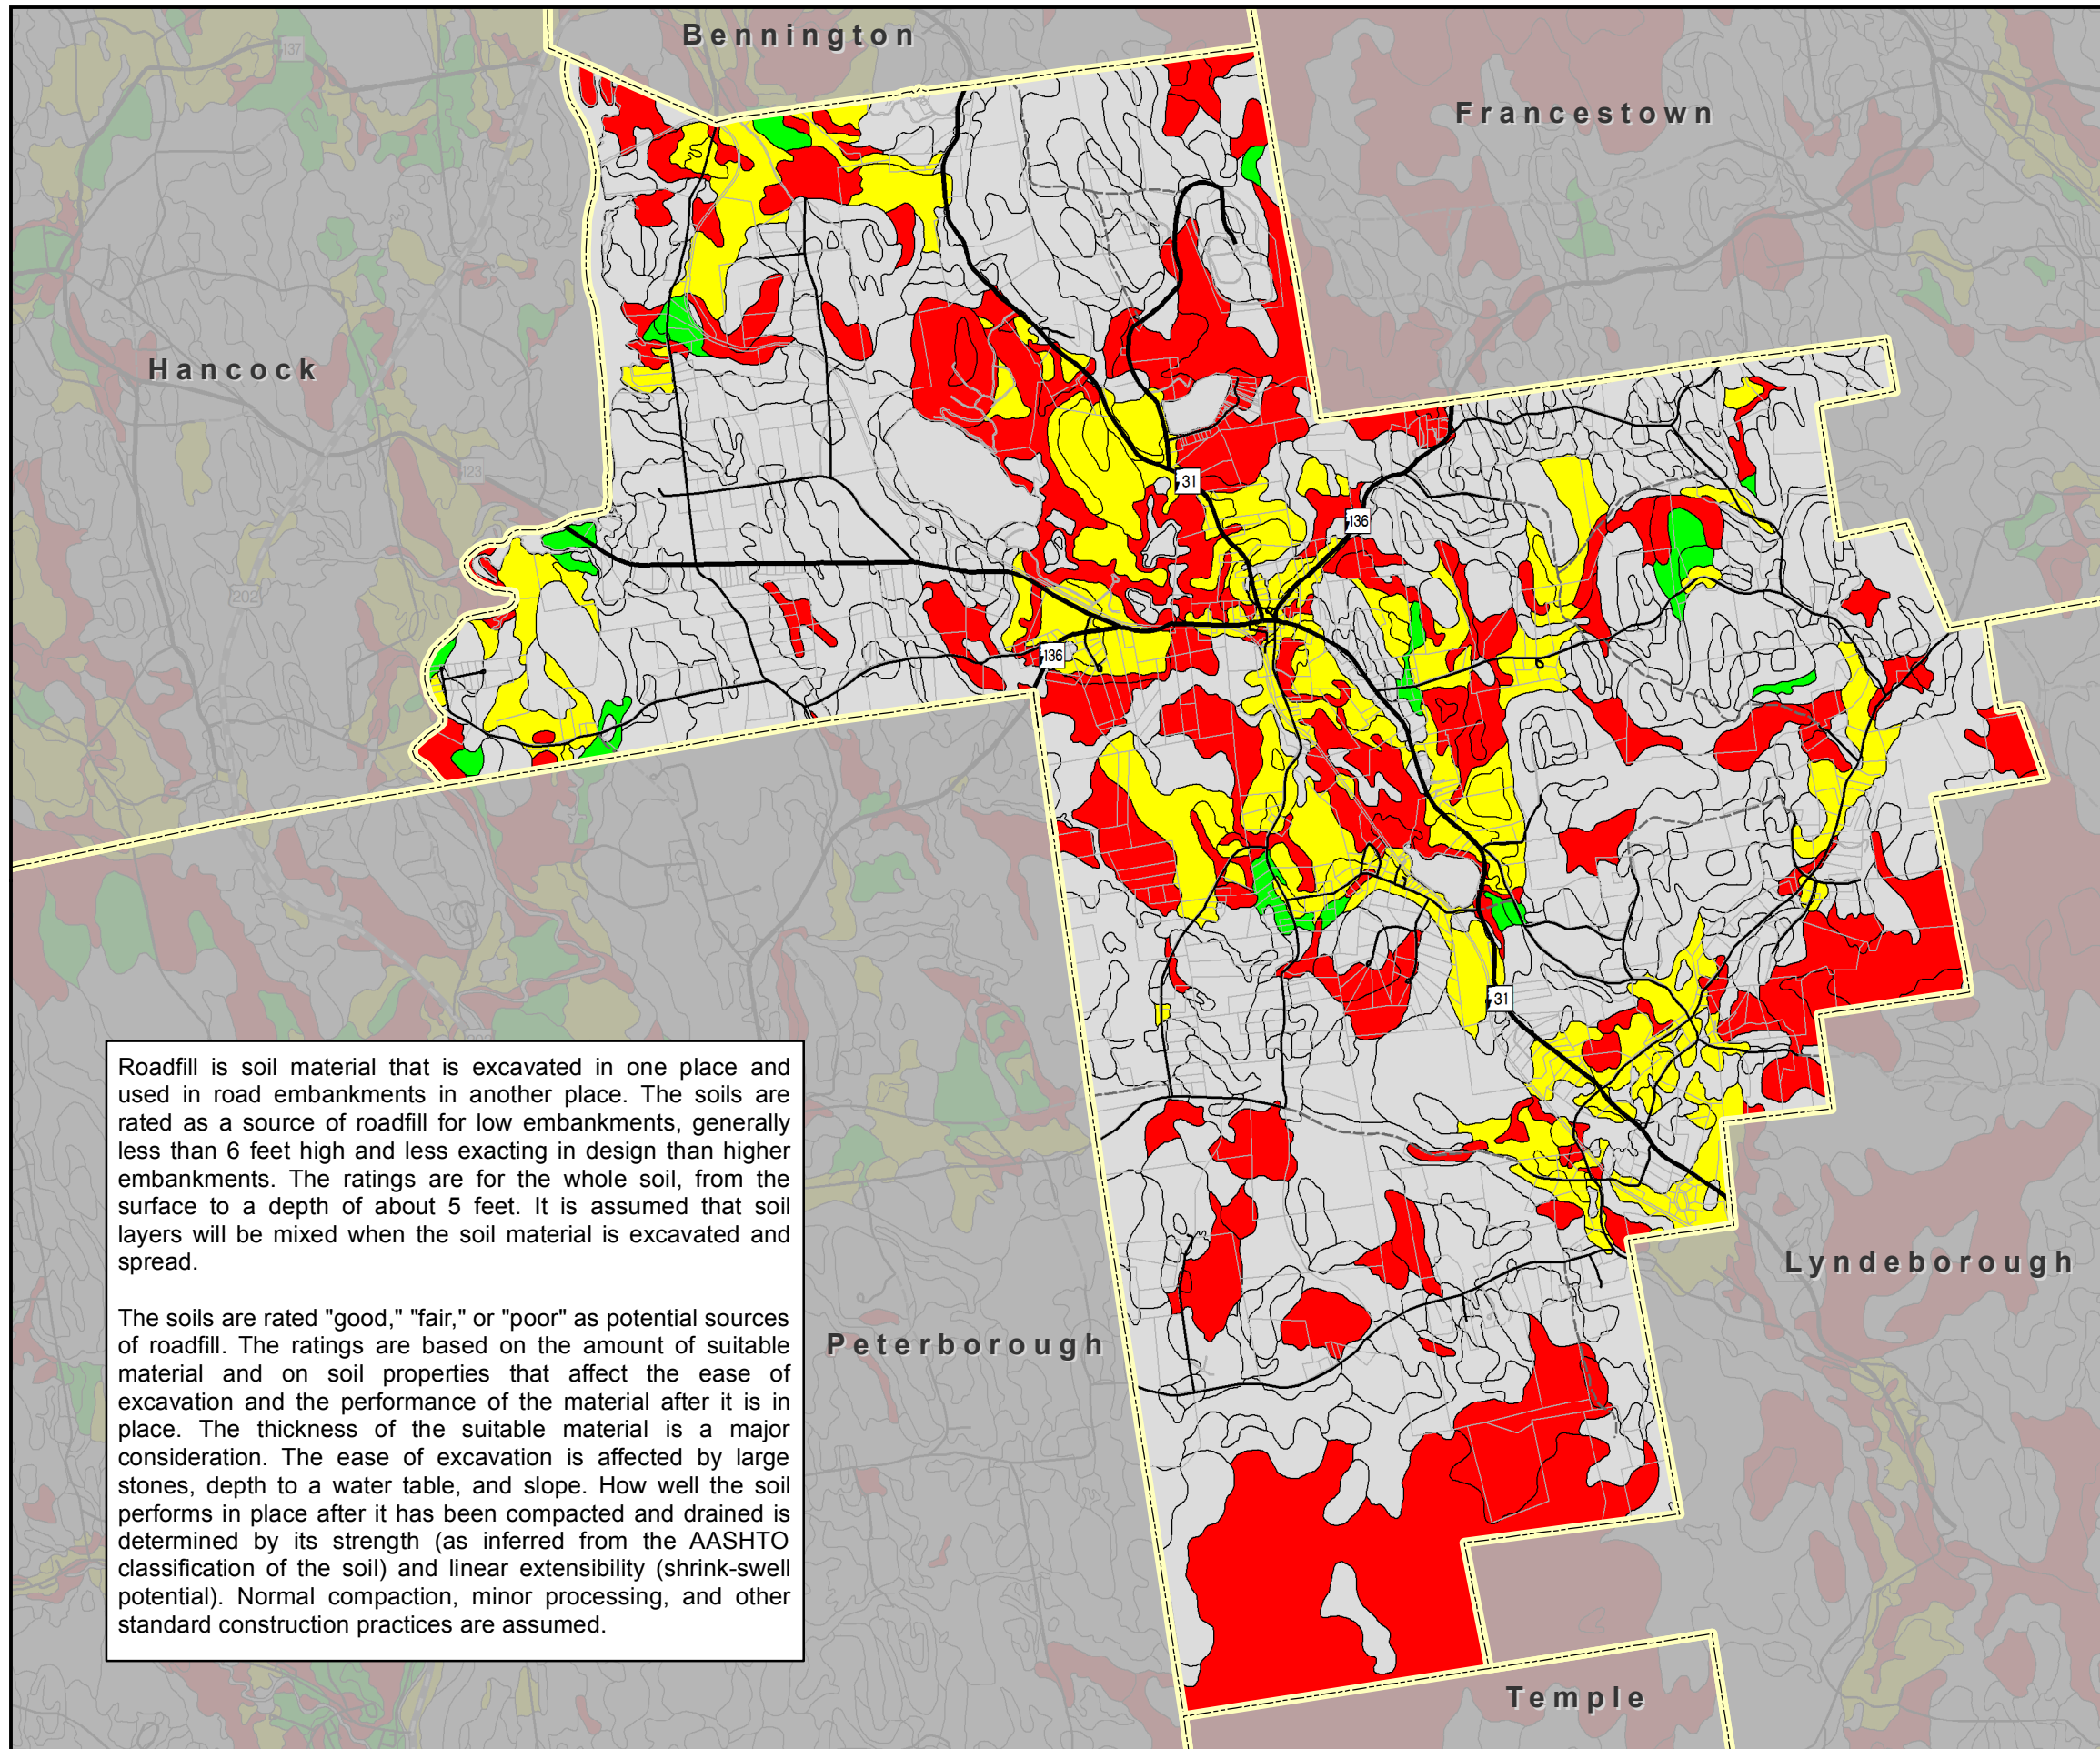 Bennington
137
Francestown
Hancock
123
31
136
202
136
31
Roadfill is soil material that is excavated in one place and
used in road embankments in another place. The soils are
rated as a source of roadfill for low embankments, generally
less than 6 feet high and less exacting in design than higher
embankments. The ratings are for the whole soil, from the
surface to a depth of about 5 feet. It is assumed that soil
layers will be mixed when the soil material is excavated and
spread.
The soils are rated "good," "fair," or "poor" as potential sources
of roadfill. The ratings are based on the amount of suitable
material and on soil properties that affect the ease of
excavation and the performance of the material after it is in
place. The thickness of the suitable material is a major
consideration. The ease of excavation is affected by large
stones, depth to a water table, and slope. How well the soil
performs in place after it has been compacted and drained is
determined by its strength (as inferred from the AASHTO
classification of the soil) and linear extensibility (shrink-swell
potential). Normal compaction, minor processing, and other
standard construction practices are assumed.
Lyndeborough
Peterborough
Temple